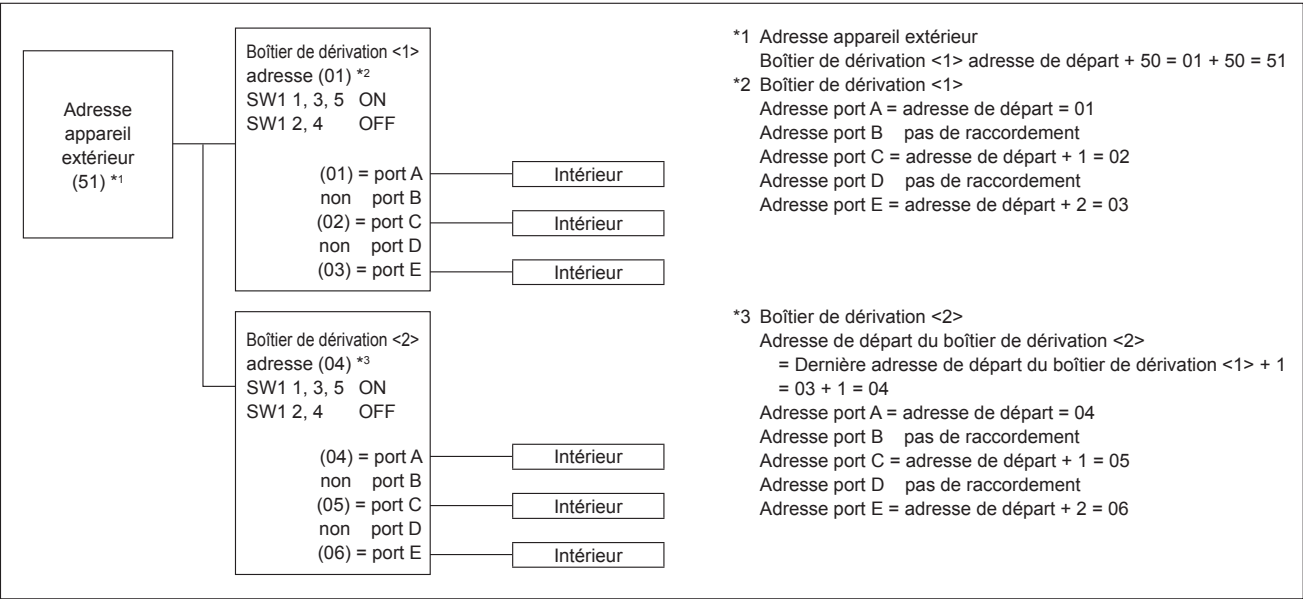 Adresse
appareil
extérieur
(51) *1
Boîtier de dérivation <1>
adresse (01) *2
SW1 1, 3, 5 ON
SW1 2, 4 OFF
(01) = port A
non port B
(02) = port C
non port D
(03) = port E
Intérieur
Intérieur
Intérieur
Boîtier de dérivation <2>
adresse (04) *3
SW1 1, 3, 5 ON
SW1 2, 4 OFF
(04) = port A
non port B
(05) = port C
non port D
(06) = port E
Intérieur
Intérieur
Intérieur
*1 Adresse appareil extérieur
Boîtier de dérivation <1> adresse de départ + 50 = 01 + 50 = 51
*2 Boîtier de dérivation <1>
Adresse port A = adresse de départ = 01
Adresse port B pas de raccordement
Adresse port C = adresse de départ + 1 = 02
Adresse port D pas de raccordement
Adresse port E = adresse de départ + 2 = 03
*3 Boîtier de dérivation <2>
Adresse de départ du boîtier de dérivation <2>
= Dernière adresse de départ du boîtier de dérivation <1> + 1
= 03 + 1 = 04
Adresse port A = adresse de départ = 04
Adresse port B pas de raccordement
Adresse port C = adresse de départ + 1 = 05
Adresse port D pas de raccordement
Adresse port E = adresse de départ + 2 = 06